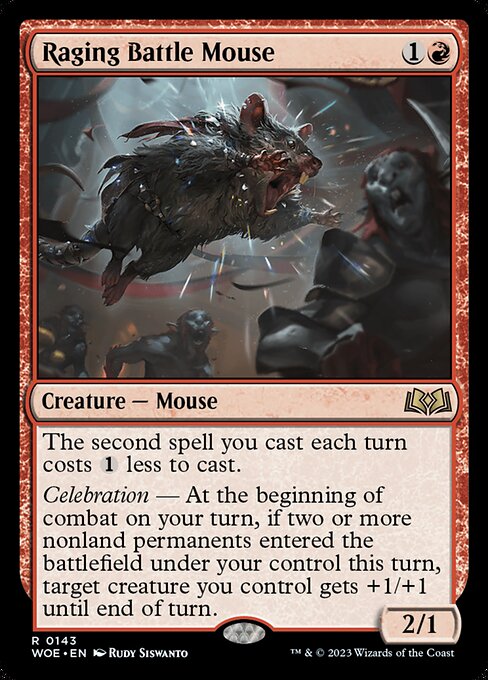 Raging Battle Mouse 1
Creature — Mouse
The second spell you cast each turn
costs 1 less to cast.
Celebration — At the beginning of
combat on your turn, if two or more
nonland permanents entered the
battlefield under your control this turn,
target creature you control gets +1/+1
until end of turn.
2/1
R 0143
WOE • EN Rudy Siswanto
™ & © 2023 Wizards of the Coast